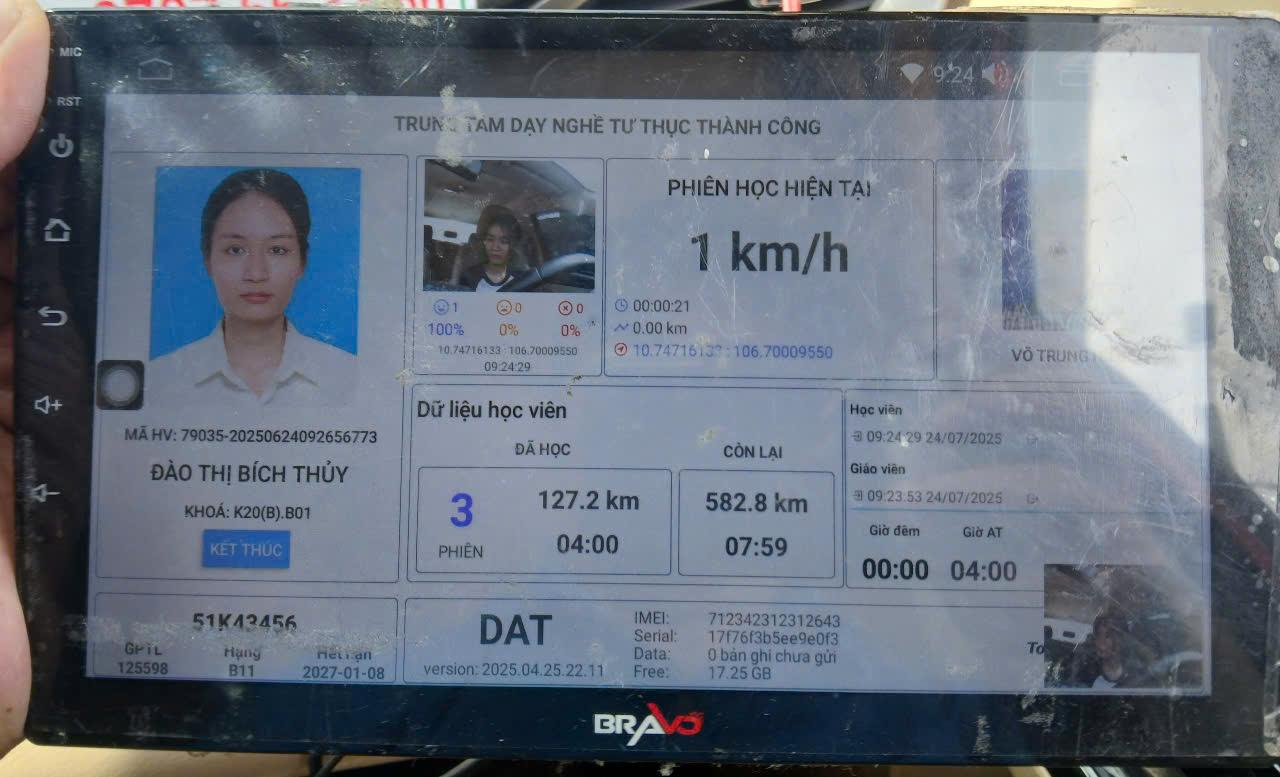 MIC
RST
9:24
TRUNG TÂM DẠY NGHỀ TƯ THỤC THÀNH CÔNG
MÃ HV: 79035-20250624092656773
ĐÀO THỊ BÍCH THỦY
KHOÁ: K20(B).B01
KẾT THÚC
1 0 0
100% 0% 0%
10.74716133 : 106.70009550
09:24:29
PHIÊN HỌC HIỆN TẠI
1 km/h
00:00:21
0.00 km
10.74716133 : 106.70009550
VÕ TRUNG
Dữ liệu học viên
ĐÃ HỌC
3
PHIÊN
127.2 km
04:00
CÒN LẠI
582.8 km
07:59
Học viên
09:24:29 24/07/2025
Giáo viên
09:23:53 24/07/2025
Giờ đêm Giờ AT
00:00 04:00
51K43456
GPTL Hạng Hết hạn
125598 B11 2027-01-08
DAT
version: 2025.04.25.22.11
IMEI: 712342312312643
Serial: 17f76f3b5ee9e0f3
Data: 0 bản ghi chưa gửi
Free: 17.25 GB
BRAVO